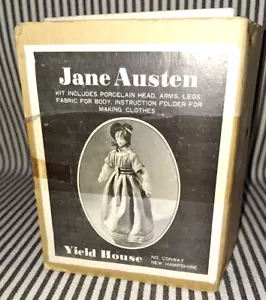 Jane Austen
KIT INCLUDES PORCELAIN HEAD, ARMS, LEGS
FABRIC FOR BODY, INSTRUCTION FOLDER FOR
MAKING CLOTHES
Yield House
NO. CONWAY
NEW HAMPSHIRE